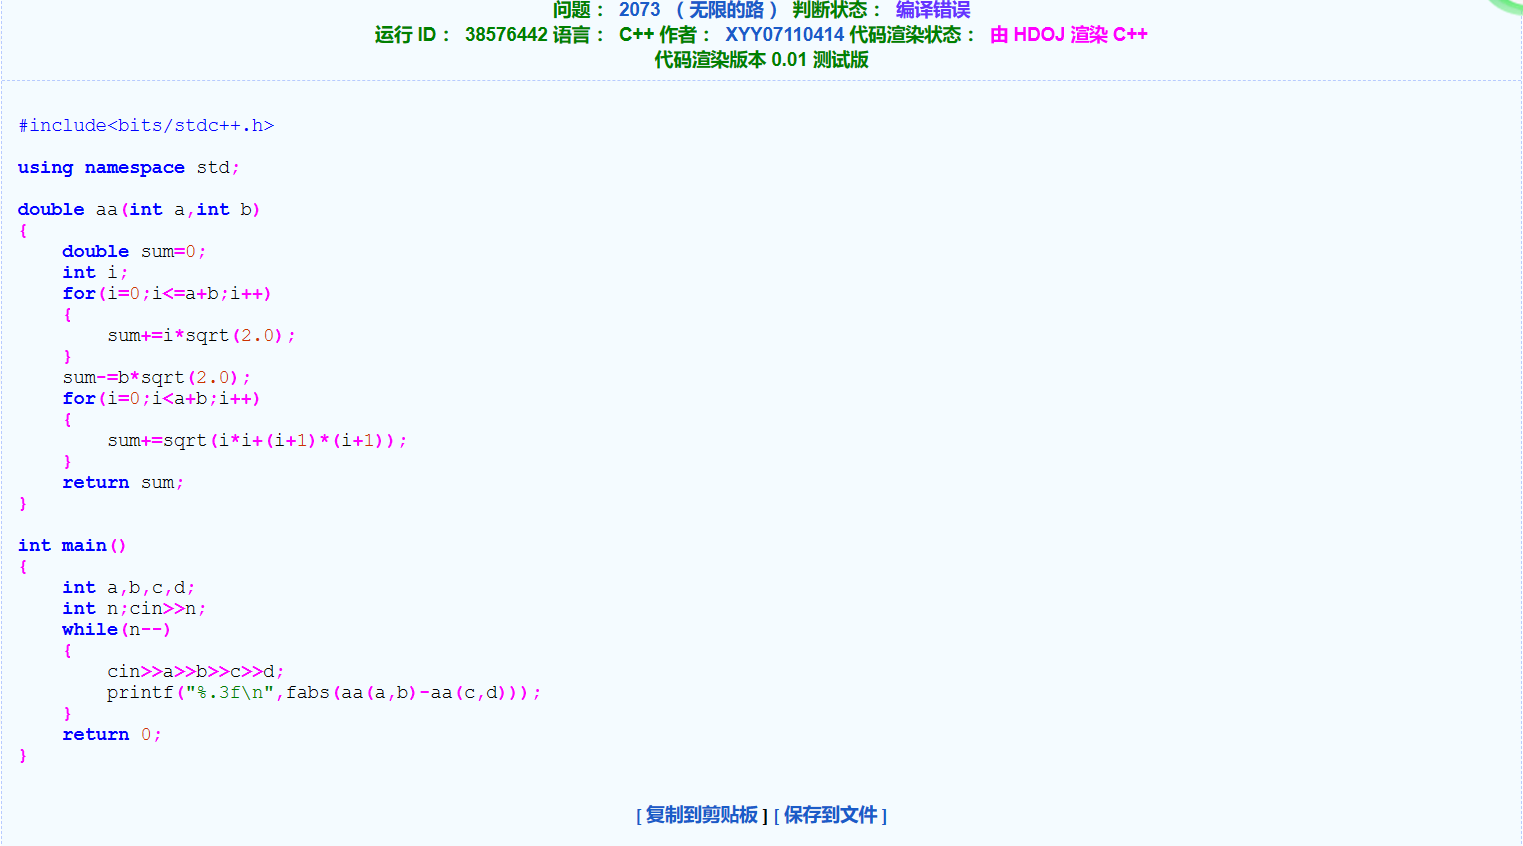 问题： 2073 （ 无限的路 ） 判断状态： 编译错误
运行 ID： 38576442 语言： C++ 作者： XYY07110414 代码渲染状态： 由 HDOJ 渲染 C++
代码渲染版本 0.01 测试版
#include<bits/stdc++.h>
using namespace std;
double aa(int a,int b)
{
    double sum=0;
    int i;
    for(i=0;i<=a+b;i++)
    {
        sum+=i*sqrt(2.0);
    }
    sum-=b*sqrt(2.0);
    for(i=0;i<a+b;i++)
    {
        sum+=sqrt(i*i+(i+1)*(i+1));
    }
    return sum;
}
int main()
{
    int a,b,c,d;
    int n;cin>>n;
    while(n--)
    {
        cin>>a>>b>>c>>d;
        printf("%.3f\n",fabs(aa(a,b)-aa(c,d)));
    }
    return 0;
}
[ 复制到剪贴板 ] [ 保存到文件 ]